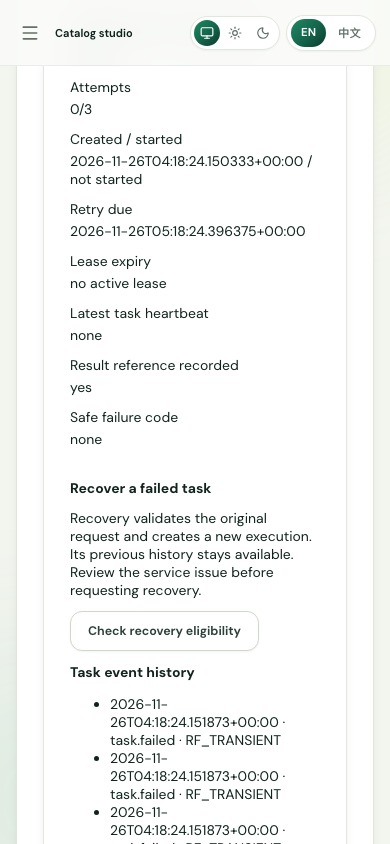 Catalog studio
EN
中文
Attempts
0/3
Created / started
2026-11-26T04:18:24.150333+00:00 /
not started
Retry due
2026-11-26T05:18:24.396375+00:00
Lease expiry
no active lease
Latest task heartbeat
none
Result reference recorded
yes
Safe failure code
none
Recover a failed task
Recovery validates the original
request and creates a new execution.
Its previous history stays available.
Review the service issue before
requesting recovery.
Check recovery eligibility
Task event history
• 2026-11-
26T04:18:24.151873+00:00 ·
task.failed · RF_TRANSIENT
• 2026-11-
26T04:18:24.151873+00:00 ·
task.failed · RF_TRANSIENT
• 2026-11-
26T04:18:24.151873+00:00 ·
task.failed · RF_TRANSIENT